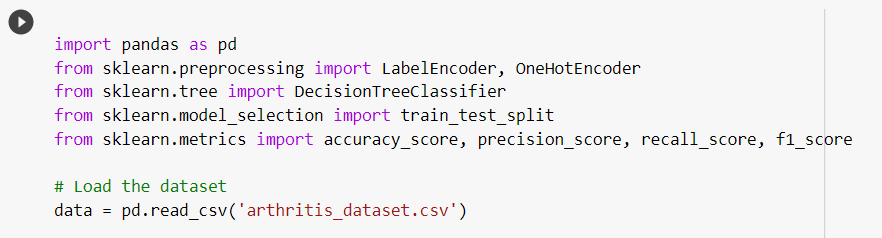 import pandas as pd
from sklearn.preprocessing import LabelEncoder, OneHotEncoder
from sklearn.tree import DecisionTreeClassifier
from sklearn.model_selection import train_test_split
from sklearn.metrics import accuracy_score, precision_score, recall_score, f1_score
# Load the dataset
data = pd.read_csv('arthritis_dataset.csv')